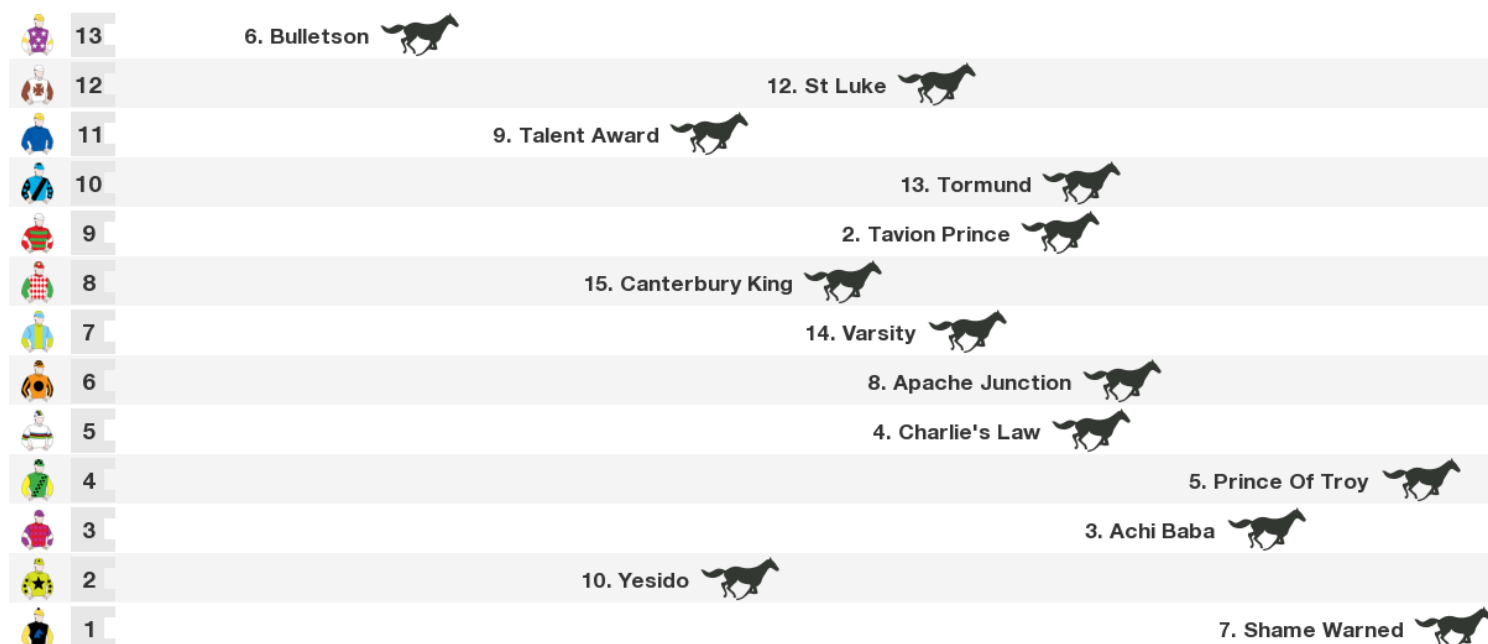 13 6. Bulletson
12 12. St Luke
11 9. Talent Award
10 13. Tormund
9 2. Tavion Prince
8 15. Canterbury King
7 14. Varsity
6 8. Apache Junction
5 4. Charlie's Law
4 5. Prince Of Troy
3 3. Achi Baba
2 10. Yesido
1 7. Shame Warned